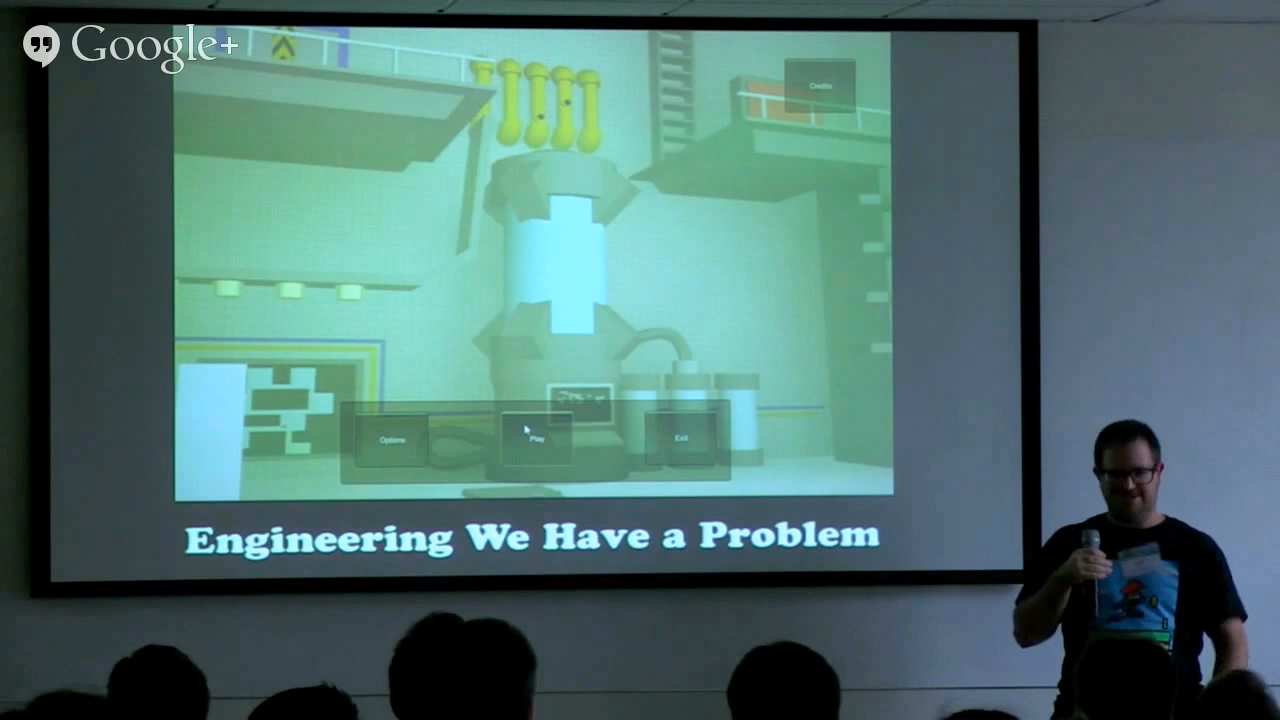 Google+
Credits
Options
Play
Exit
Engineering We Have a Problem